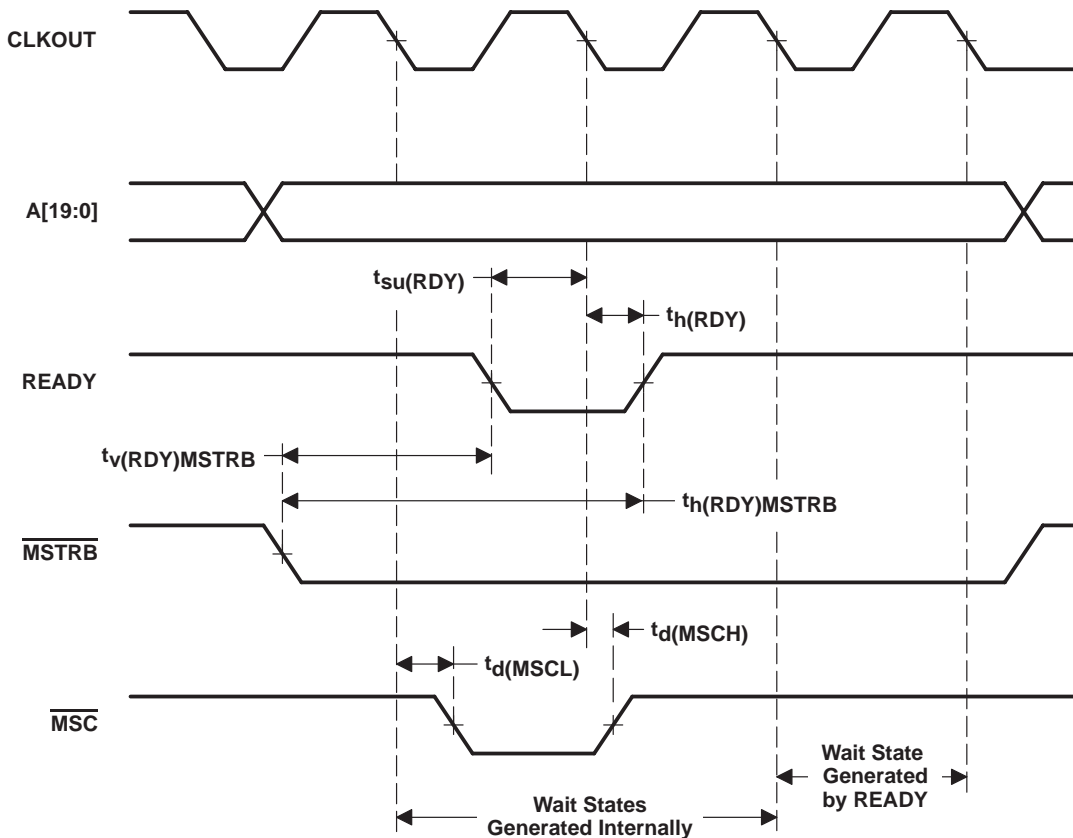 CLKOUT
A[19:0]
tsu(RDY)
th(RDY)
READY
tv(RDY)MSTRB
th(RDY)MSTRB
MSTRB
td(MSCH)
td(MSCL)
MSC
Wait State
Generated
by READY
Wait States
Generated Internally